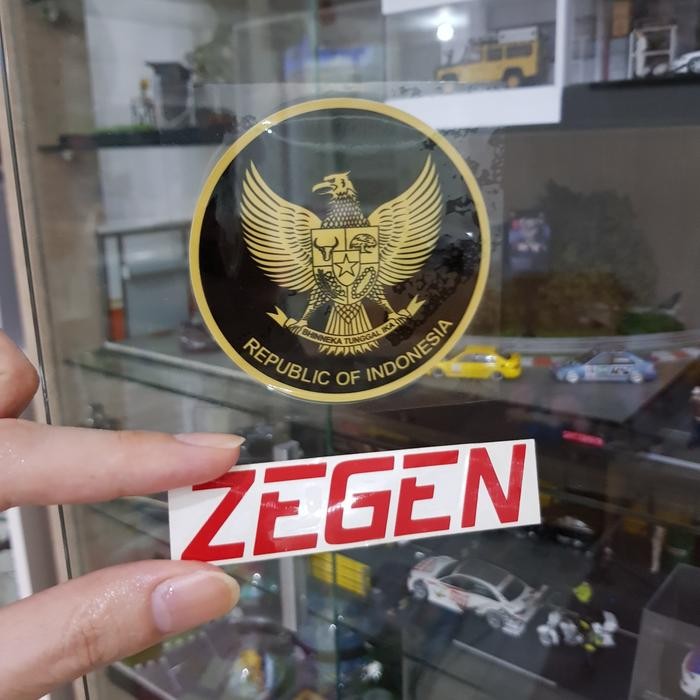 BHINNEKA TUNGGAL IKA
REPUBLIC OF INDONESIA
ZEGEN